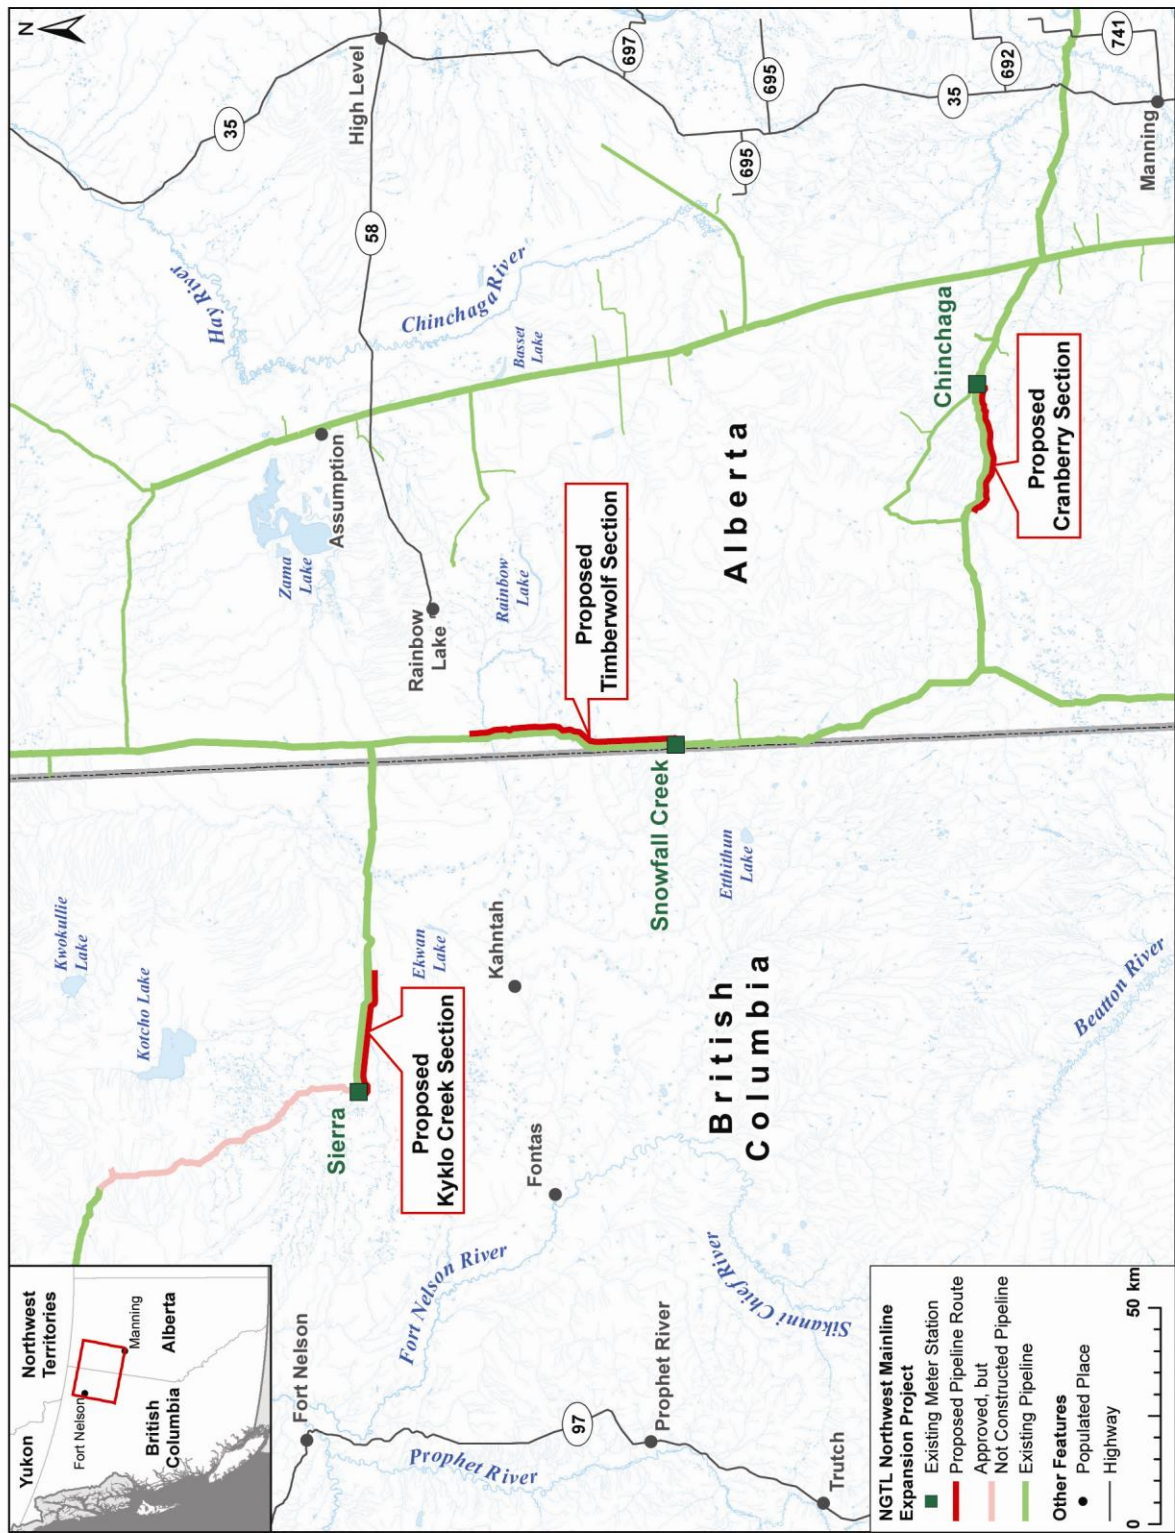 N
Yukon
Northwest
Territories
Fort Nelson
Manning
British
Columbia
Alberta
Kotcho Lake
Kwokullie
Lake
Sierra
Proposed
Kyklo Creek Section
Ekwan
Lake
Kahntah
Fontas
Fort Nelson
Fort Nelson River
Prophet River
97
Prophet River
Trutch
Sikanni Chief River
British
Columbia
Beatton River
Etthithun
Lake
Snowfall Creek
Proposed
Timberwolf Section
Rainbow
Lake
Rainbow
Lake
Zama
Lake
Assumption
Hay River
35
High Level
58
Chinchaga River
Basset
Lake
697
695
695
35
692
741
Manning
Alberta
Chinchaga
Proposed
Cranberry Section
NGTL Northwest Mainline
Expansion Project
Existing Meter Station
Proposed Pipeline Route
Approved, but
Not Constructed Pipeline
Existing Pipeline
Other Features
Populated Place
Highway
0
50 km